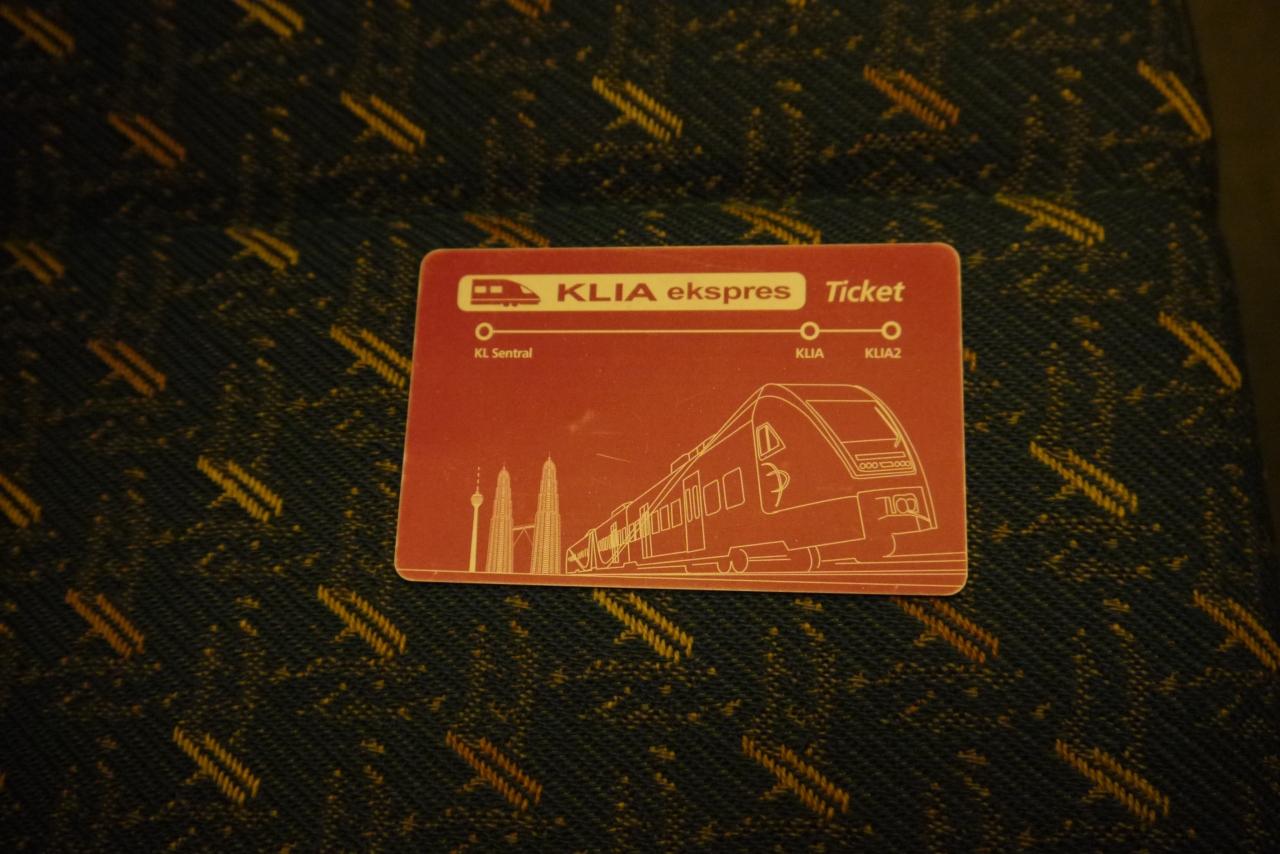 KLIA ekspres Ticket
KL Sentral KLIA KLIA2